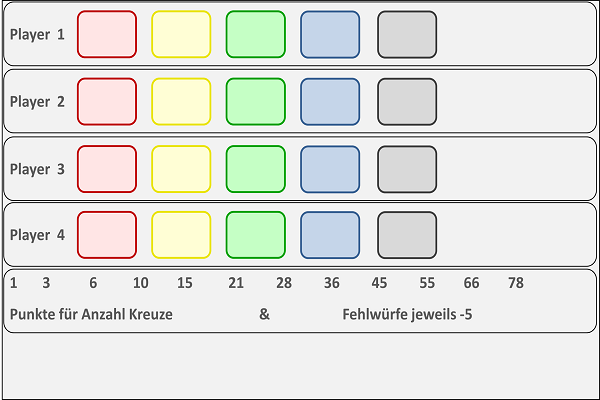 Player 1
Player 2
Player 3
Player 4
1 3 6 10 15 21 28 36 45 55 66 78
Punkte für Anzahl Kreuze & Fehlwürfe jeweils -5